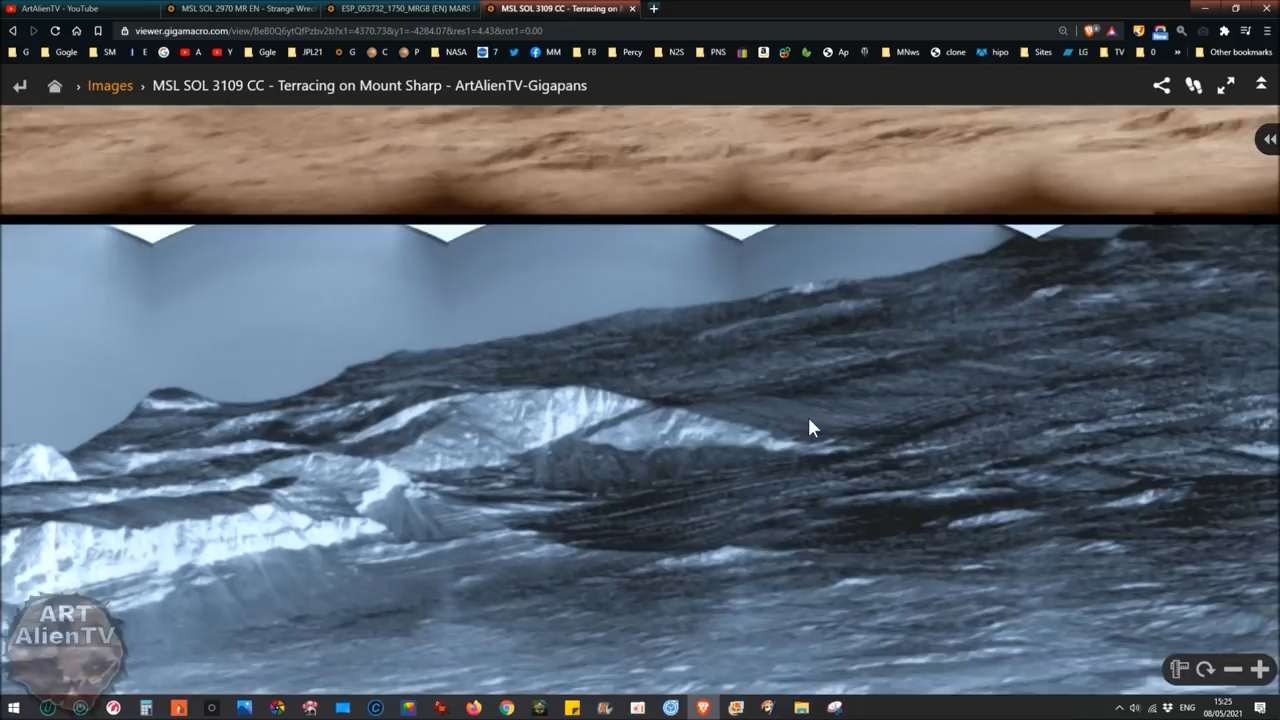 ArtAlienTV - YouTube
MSL SOL 2970 MR EN - Strange Wrec
ESP_053732_1750_MRGB (EN) MARS
MSL SOL 3109 CC - Terracing on M
viewer.gigamacro.com/view/8eB0Q6ytQfPzbv2b?x1=4370.73&y1=-4284.07&res1=4.43&rot1=0.00
G Gogle SM E NASA JPL21 G C P NASA 7 MM FB Percy N2S PNS Ap MNws clone hipo Sites LG TV 0 » Other bookmarks
› Images › MSL SOL 3109 CC - Terracing on Mount Sharp - ArtAlienTV-Gigapans
ART
AlienTV
ENG
15:25
08/05/2021